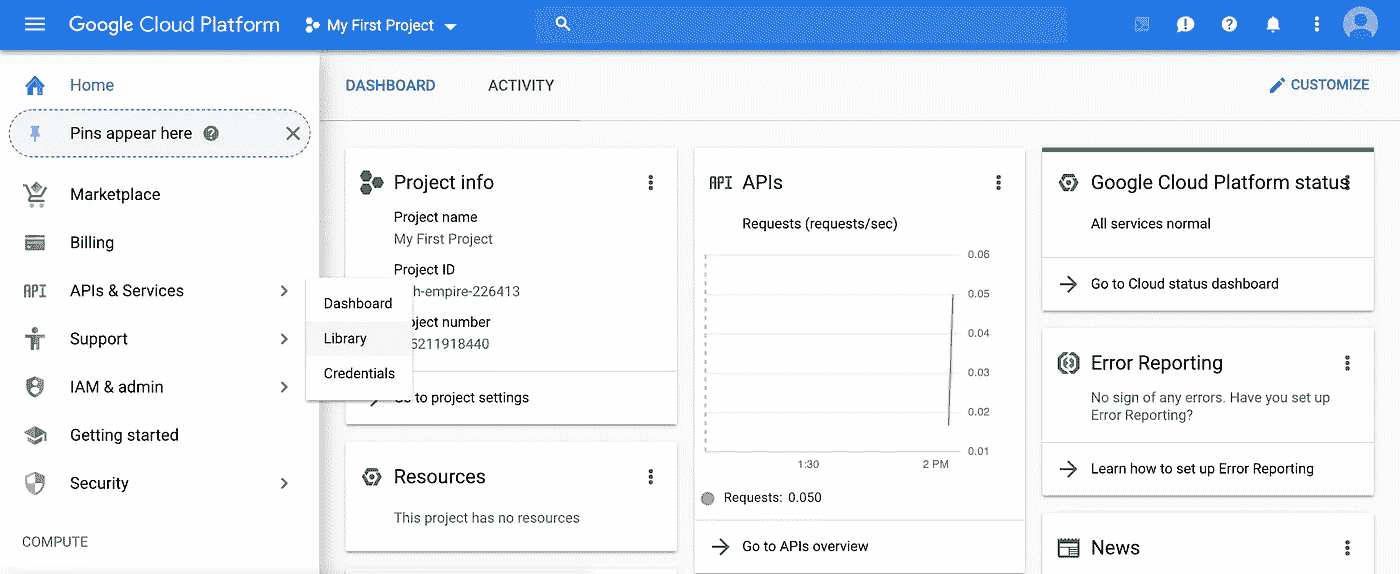 Google Cloud Platform
My First Project
Home
Pins appear here
Marketplace
Billing
API
APIs & Services
Support
IAM & admin
Getting started
Security
COMPUTE
Dashboard
Library
Credentials
DASHBOARD
ACTIVITY
CUSTOMIZE
Project info
Project name
My First Project
Project ID
h-empire-226413
oject number
5211918440
to project settings
Resources
This project has no resources
API
APIs
Requests (requests/sec)
0.06
0.05
0.04
0.03
0.02
0.01
1:30
2 PM
Requests: 0.050
Go to APIs overview
Google Cloud Platform status
All services normal
Go to Cloud status dashboard
Error Reporting
No sign of any errors. Have you set up
Error Reporting?
Learn how to set up Error Reporting
News